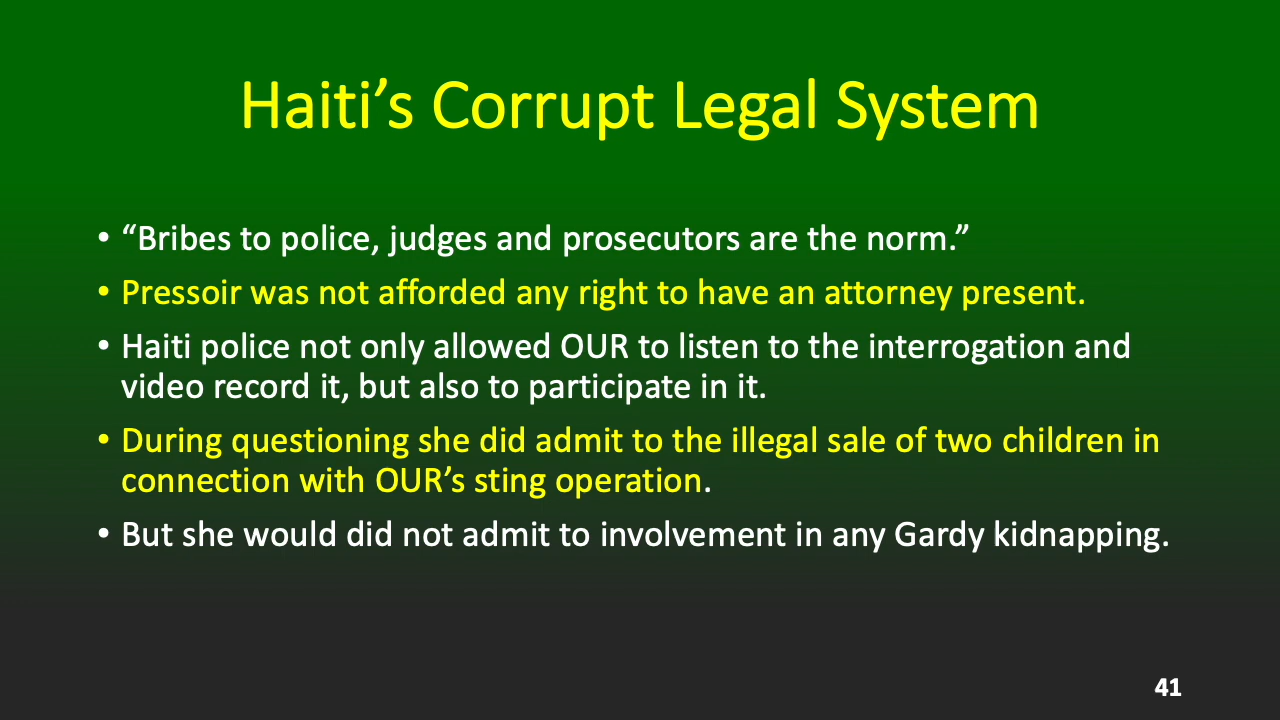 Haiti’s Corrupt Legal System
• “Bribes to police, judges and prosecutors are the norm.”
• Pressoir was not afforded any right to have an attorney present.
• Haiti police not only allowed OUR to listen to the interrogation and
video record it, but also to participate in it.
• During questioning she did admit to the illegal sale of two children in
connection with OUR’s sting operation.
• But she would did not admit to involvement in any Gardy kidnapping.
41